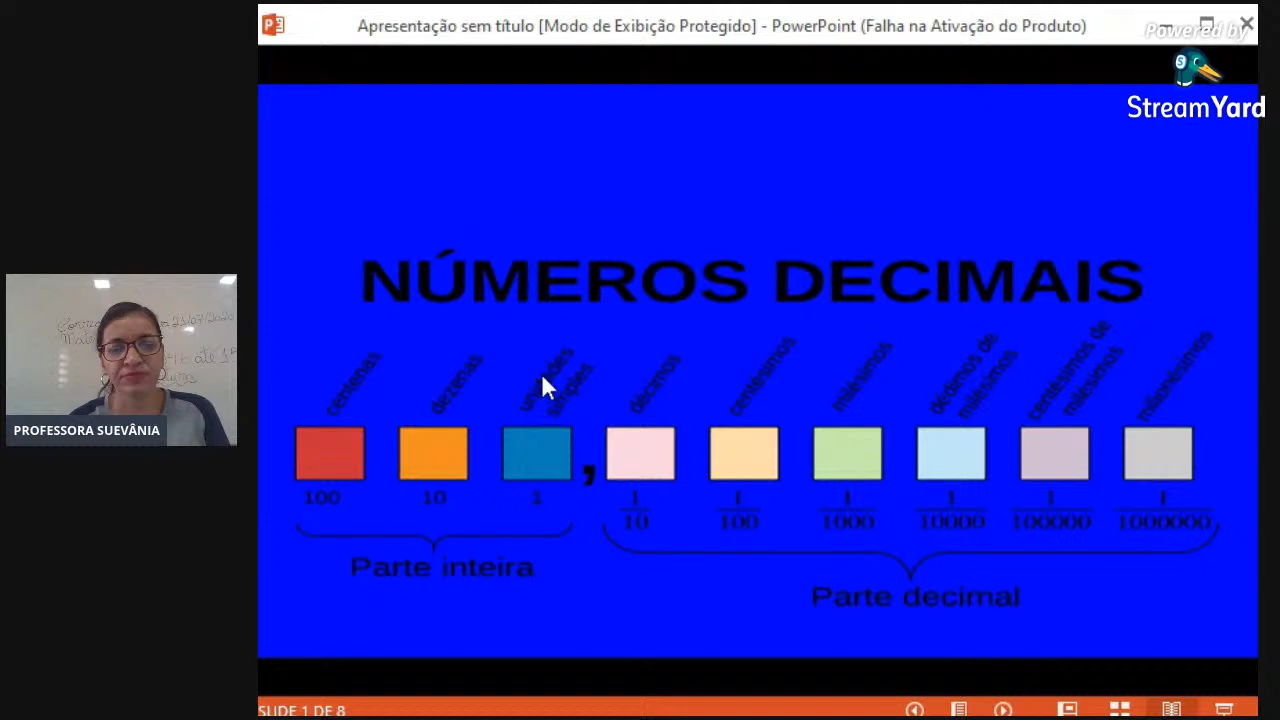 Apresentação sem título [Modo de Exibição Protegido] - PowerPoint (Falha na Ativação do Produto)
Powered by
StreamYard
NÚMEROS DECIMAIS
centenas
dezenas
unidades simples
décimos
centésimos
milésimos
décimos de milésimos
centésimos de milésimos
milionésimos
,
100
10
1
1/10
1/100
1/1000
1/10000
1/100000
1/1000000
Parte inteira
Parte decimal
PROFESSORA SUEVÂNIA
SLIDE 1 DE 8